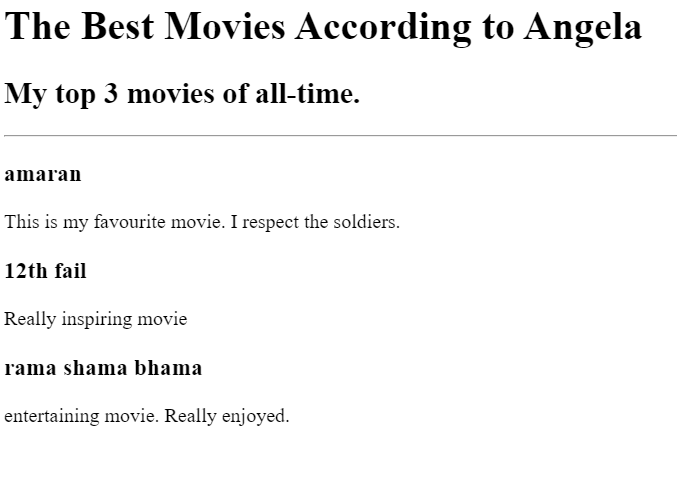 The Best Movies According to Angela
My top 3 movies of all-time.
amaran
This is my favourite movie. I respect the soldiers.
12th fail
Really inspiring movie
rama shama bhama
entertaining movie. Really enjoyed.